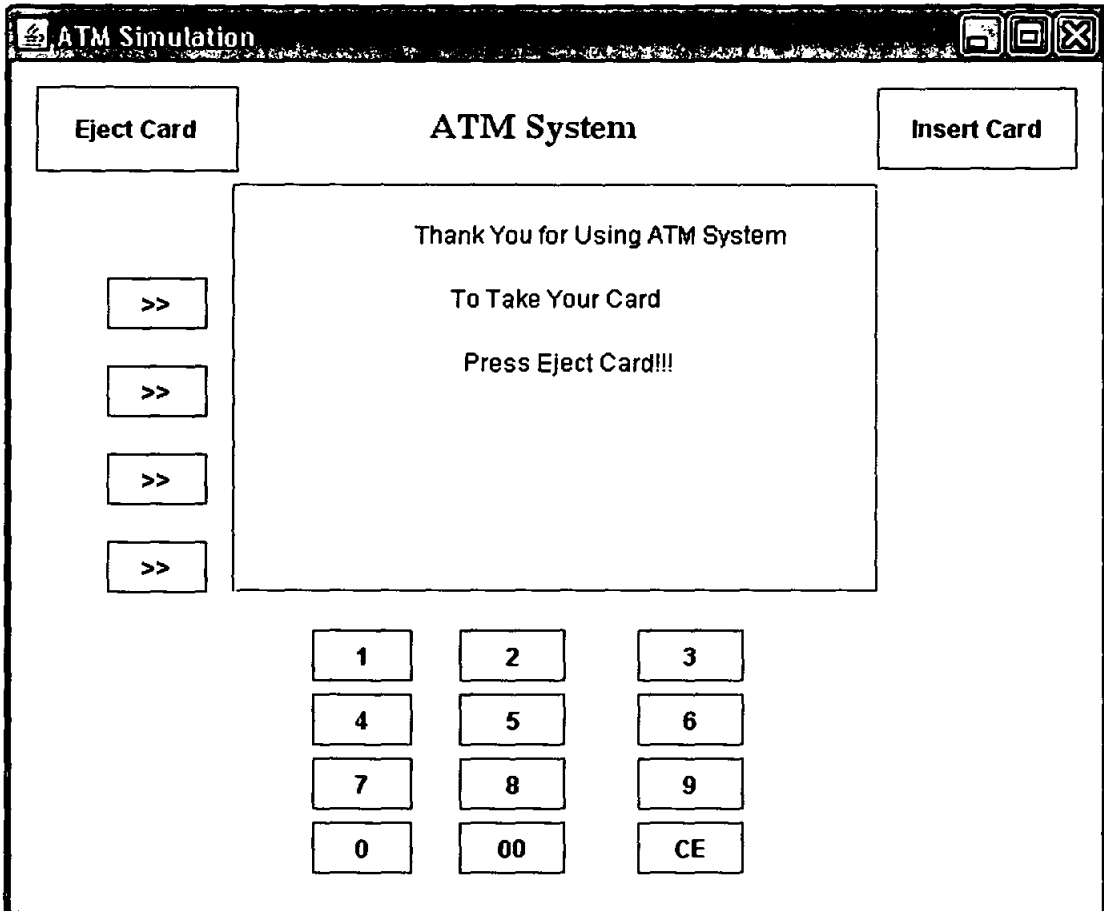 ATM Simulation
Eject Card
ATM System
Insert Card
Thank You for Using ATM System
To Take Your Card
Press Eject Card!!!
>>
>>
>>
>>
1 2 3
4 5 6
7 8 9
0 00 CE